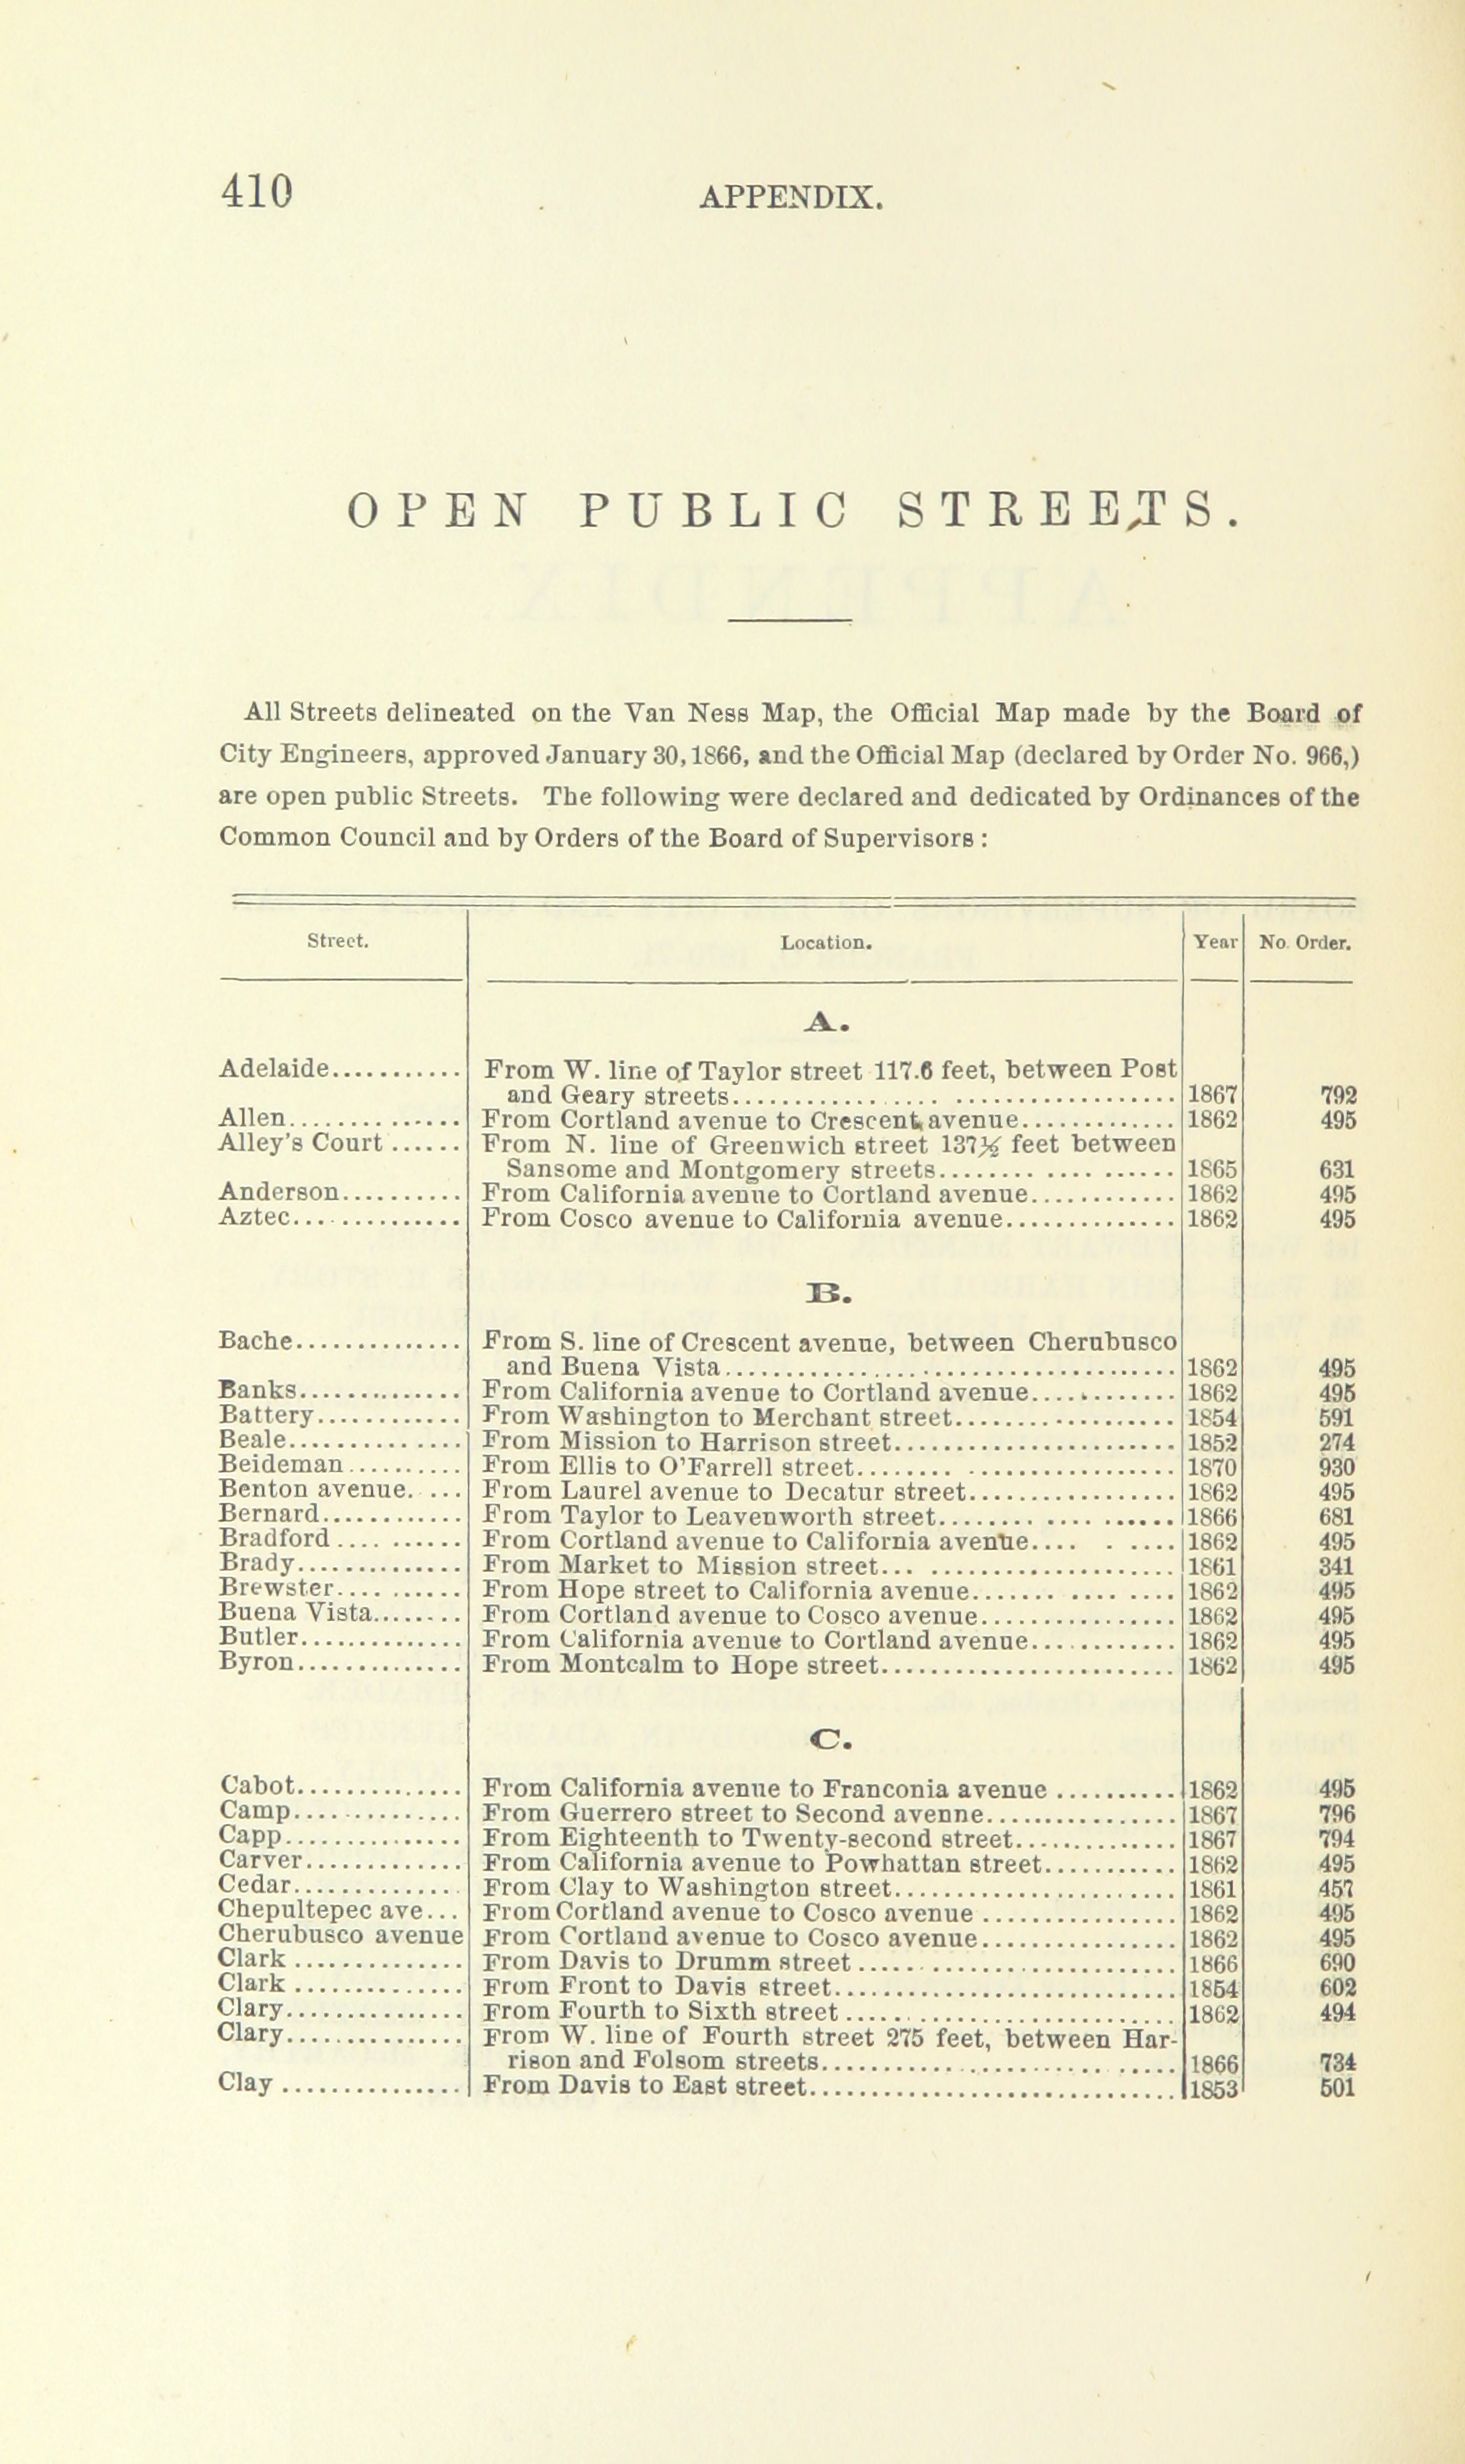 410
APPENDIX.
OPEN PUBLIC STREETS.
All Streets delineated on the Van Ness Map, the Official Map made by the Board of
City Engineers, approved January 30, 1866, and the Official Map (declared by Order No. 966,)
are open public Streets. The following were declared and dedicated by Ordinances of the
Common Council and by Orders of the Board of Supervisors :
Street. Location. Year No. Order.
A.
Adelaide............ From W. line of Taylor street 117.6 feet, between Post
and Geary streets.................................... 1867 792
Allen............... From Cortland avenue to Crescent avenue............. 1862 495
Alley's Court ...... From N. line of Greenwich street 137½ feet between
Sansome and Montgomery streets................... 1865 631
Anderson.......... From California avenue to Cortland avenue............ 1862 495
Aztec.............. From Cosco avenue to California avenue.............. 1862 495
B.
Bache.............. From S. line of Crescent avenue, between Cherubusco
and Buena Vista..................................... 1862 495
Banks.............. From California avenue to Cortland avenue............ 1862 495
Battery............ From Washington to Merchant street.................. 1854 591
Beale.............. From Mission to Harrison street....................... 1852 274
Beideman.......... From Ellis to O'Farrell street.......................... 1870 930
Benton avenue. ... From Laurel avenue to Decatur street................. 1862 495
Bernard............ From Taylor to Leavenworth street................... 1866 681
Bradford .......... From Cortland avenue to California avenue.... . .... 1862 495
Brady.............. From Market to Mission street........................ 1861 341
Brewster.......... From Hope street to California avenue................ 1862 495
Buena Vista........ From Cortland avenue to Cosco avenue................ 1862 495
Butler.............. From California avenue to Cortland avenue............ 1862 495
Byron.............. From Montcalm to Hope street........................ 1862 495
C.
Cabot.............. From California avenue to Franconia avenue .......... 1862 495
Camp.............. From Guerrero street to Second avenne................ 1867 796
Capp............... From Eighteenth to Twenty-second street............. 1867 794
Carver............. From California avenue to Powhattan street........... 1862 495
Cedar.............. From Clay to Washington street....................... 1861 457
Chepultepec ave... From Cortland avenue to Cosco avenue ................ 1862 495
Cherubusco avenue From Cortland avenue to Cosco avenue................ 1862 495
Clark .............. From Davis to Drumm street.......................... 1866 690
Clark .............. From Front to Davis street............................ 1854 602
Clary............... From Fourth to Sixth street ........................... 1862 494
Clary............... From W. line of Fourth street 275 feet, between Har-
rison and Folsom streets............................. 1866 734
Clay ............... From Davis to East street.............................. 1853 501